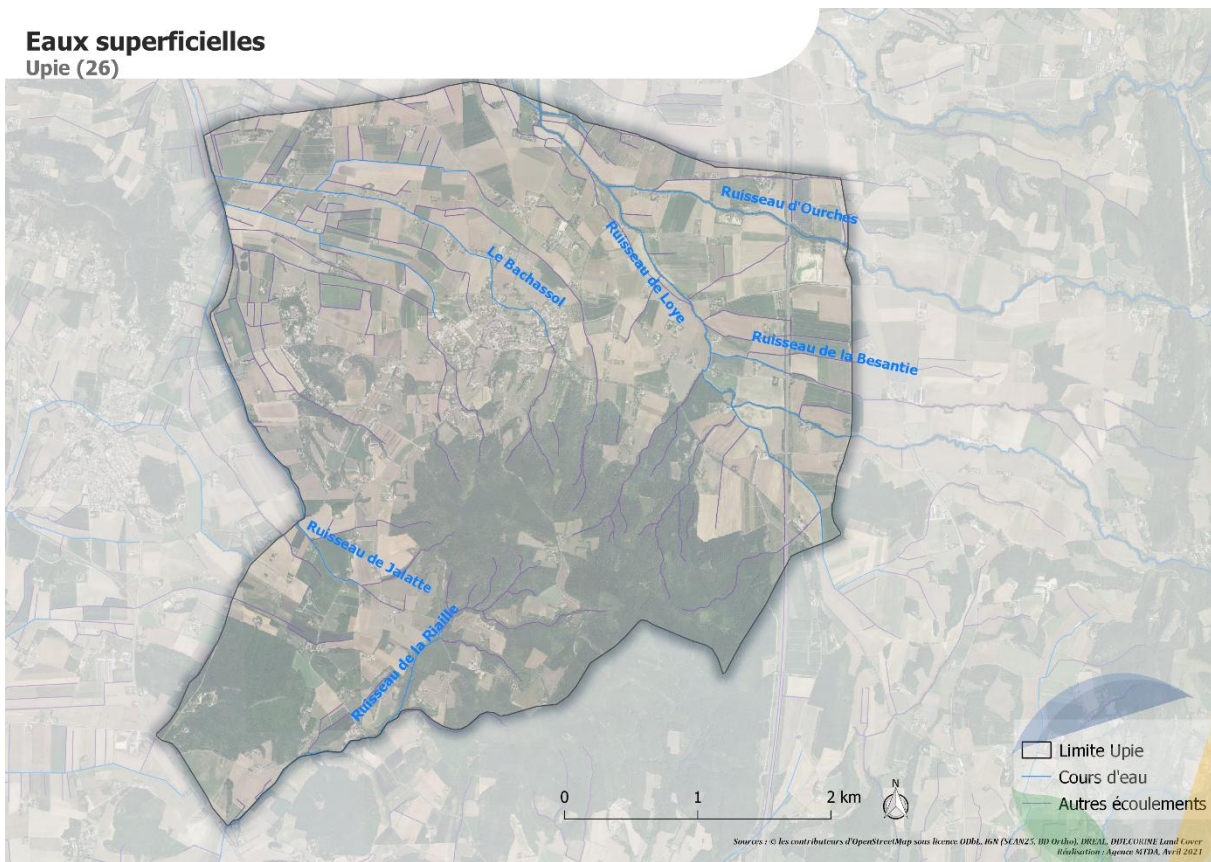 Eaux superficielles
Upie (26)
Ruisseau d'Ourches
Ruisseau de Loye
Le Bachassol
Ruisseau de la Besantie
Ruisseau de Jalatte
Ruisseau de la Riaille
Limite Upie
Cours d'eau
Autres écoulements
0 1 2 km
N
Sources : © les contributeurs d'OpenStreetMap sous licence ODbL, IGN (SCAN25, BD Ortho), DREAL, DDT,CORINE Land Cover
Réalisation : Agence MTDA, Avril 2021